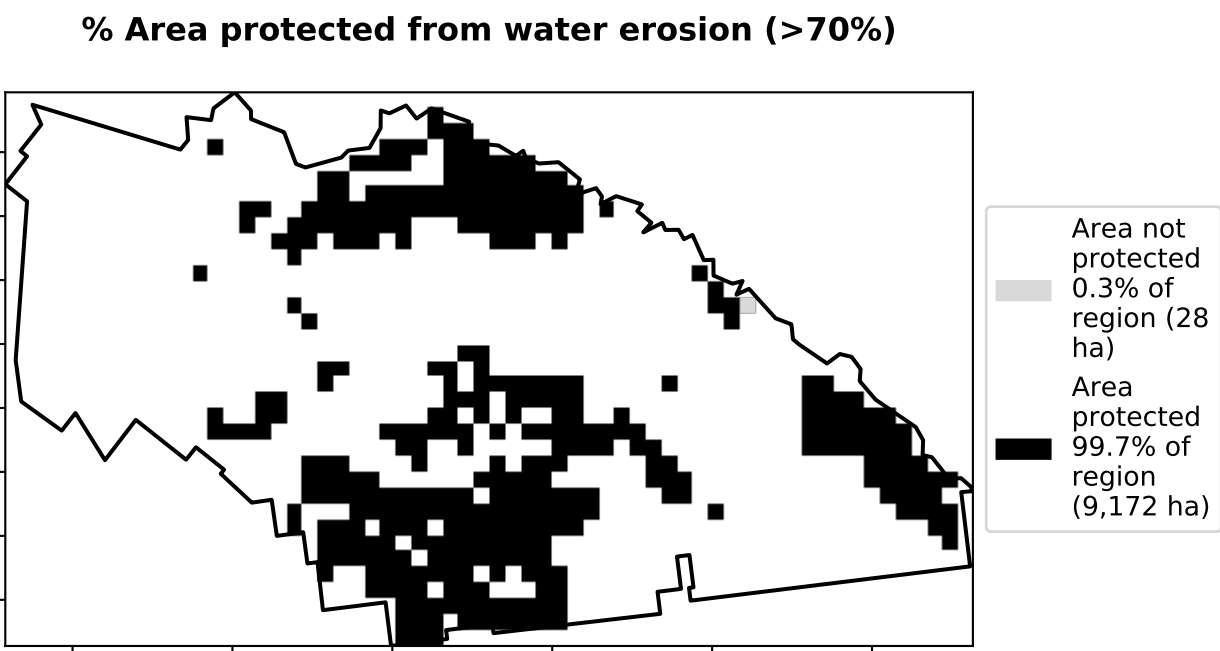 % Area protected from water erosion (>70%)
Area not
protected
0.3% of
region (28
ha)
Area
protected
99.7% of
region
(9,172 ha)